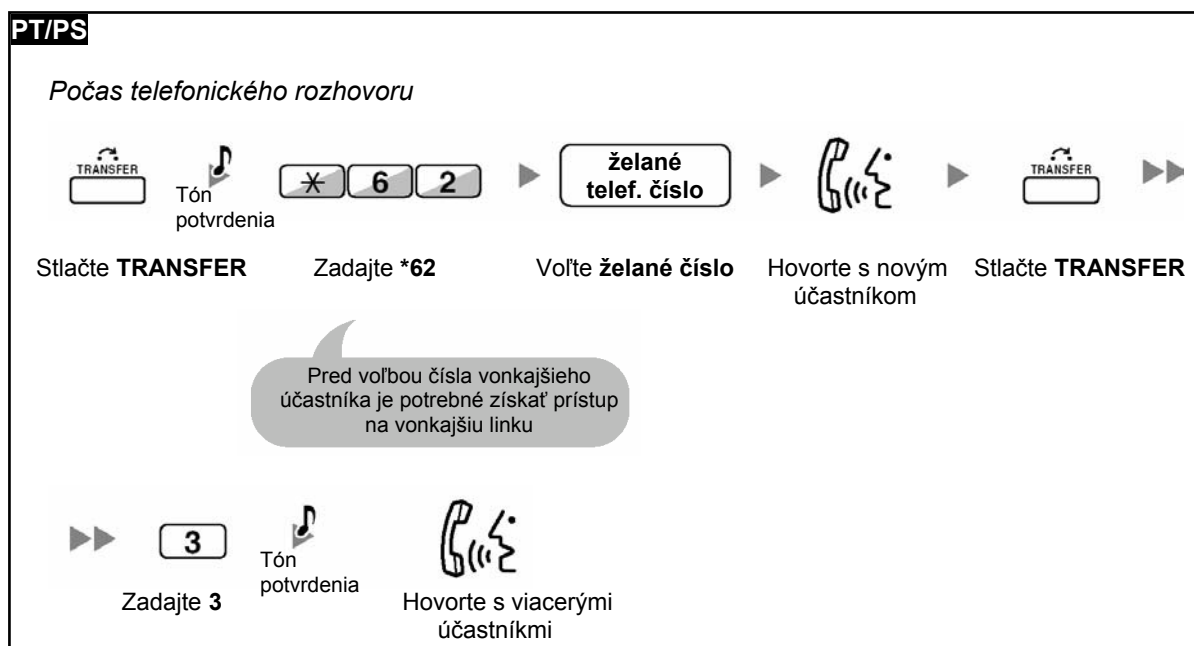 PT/PS
Počas telefonického rozhovoru
TRANSFER
Tón
potvrdenia
* 6 2
želané
telef. číslo
TRANSFER
Stlačte TRANSFER
Zadajte *62
Voľte želané číslo
Hovorte s novým
účastníkom
Stlačte TRANSFER
Pred voľbou čísla vonkajšieho
účastníka je potrebné získať prístup
na vonkajšiu linku
3
Tón
potvrdenia
Zadajte 3
Hovorte s viacerými
účastníkmi